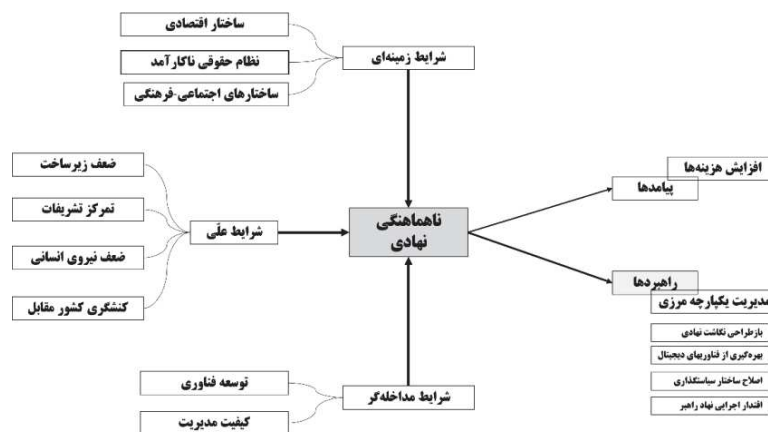 ساختار اقتصادی
نظام حقوقی ناکارآمد
ساختارهای اجتماعی-فرهنگی
شرایط زمینه‌ای
ضعف زیرساخت
تمرکز تشریفات
ضعف نیروی انسانی
کنشگری کشور مقابل
شرایط علّی
ناهماهنگی
نهادی
افزایش هزینه‌ها
پیامدها
راهبردها
مدیریت یکپارچه مرزی
بازطراحی نگاشت نهادی
بهره‌گیری از فناوریهای دیجیتال
اصلاح ساختار سیاستگذاری
اقتدار اجرایی نهاد راهبر
توسعه فناوری
کیفیت مدیریت
شرایط مداخله‌گر